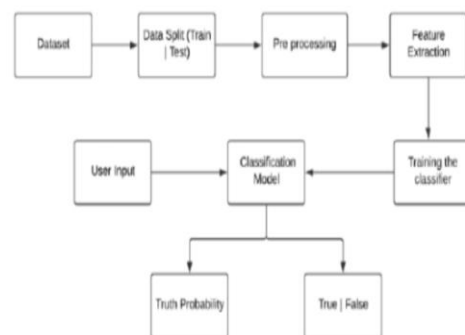 Dataset
Data Split (Train
| Test)
Pre processing
Feature
Extraction
User Input
Classification
Model
Training the
classifier
Truth Probability
True | False